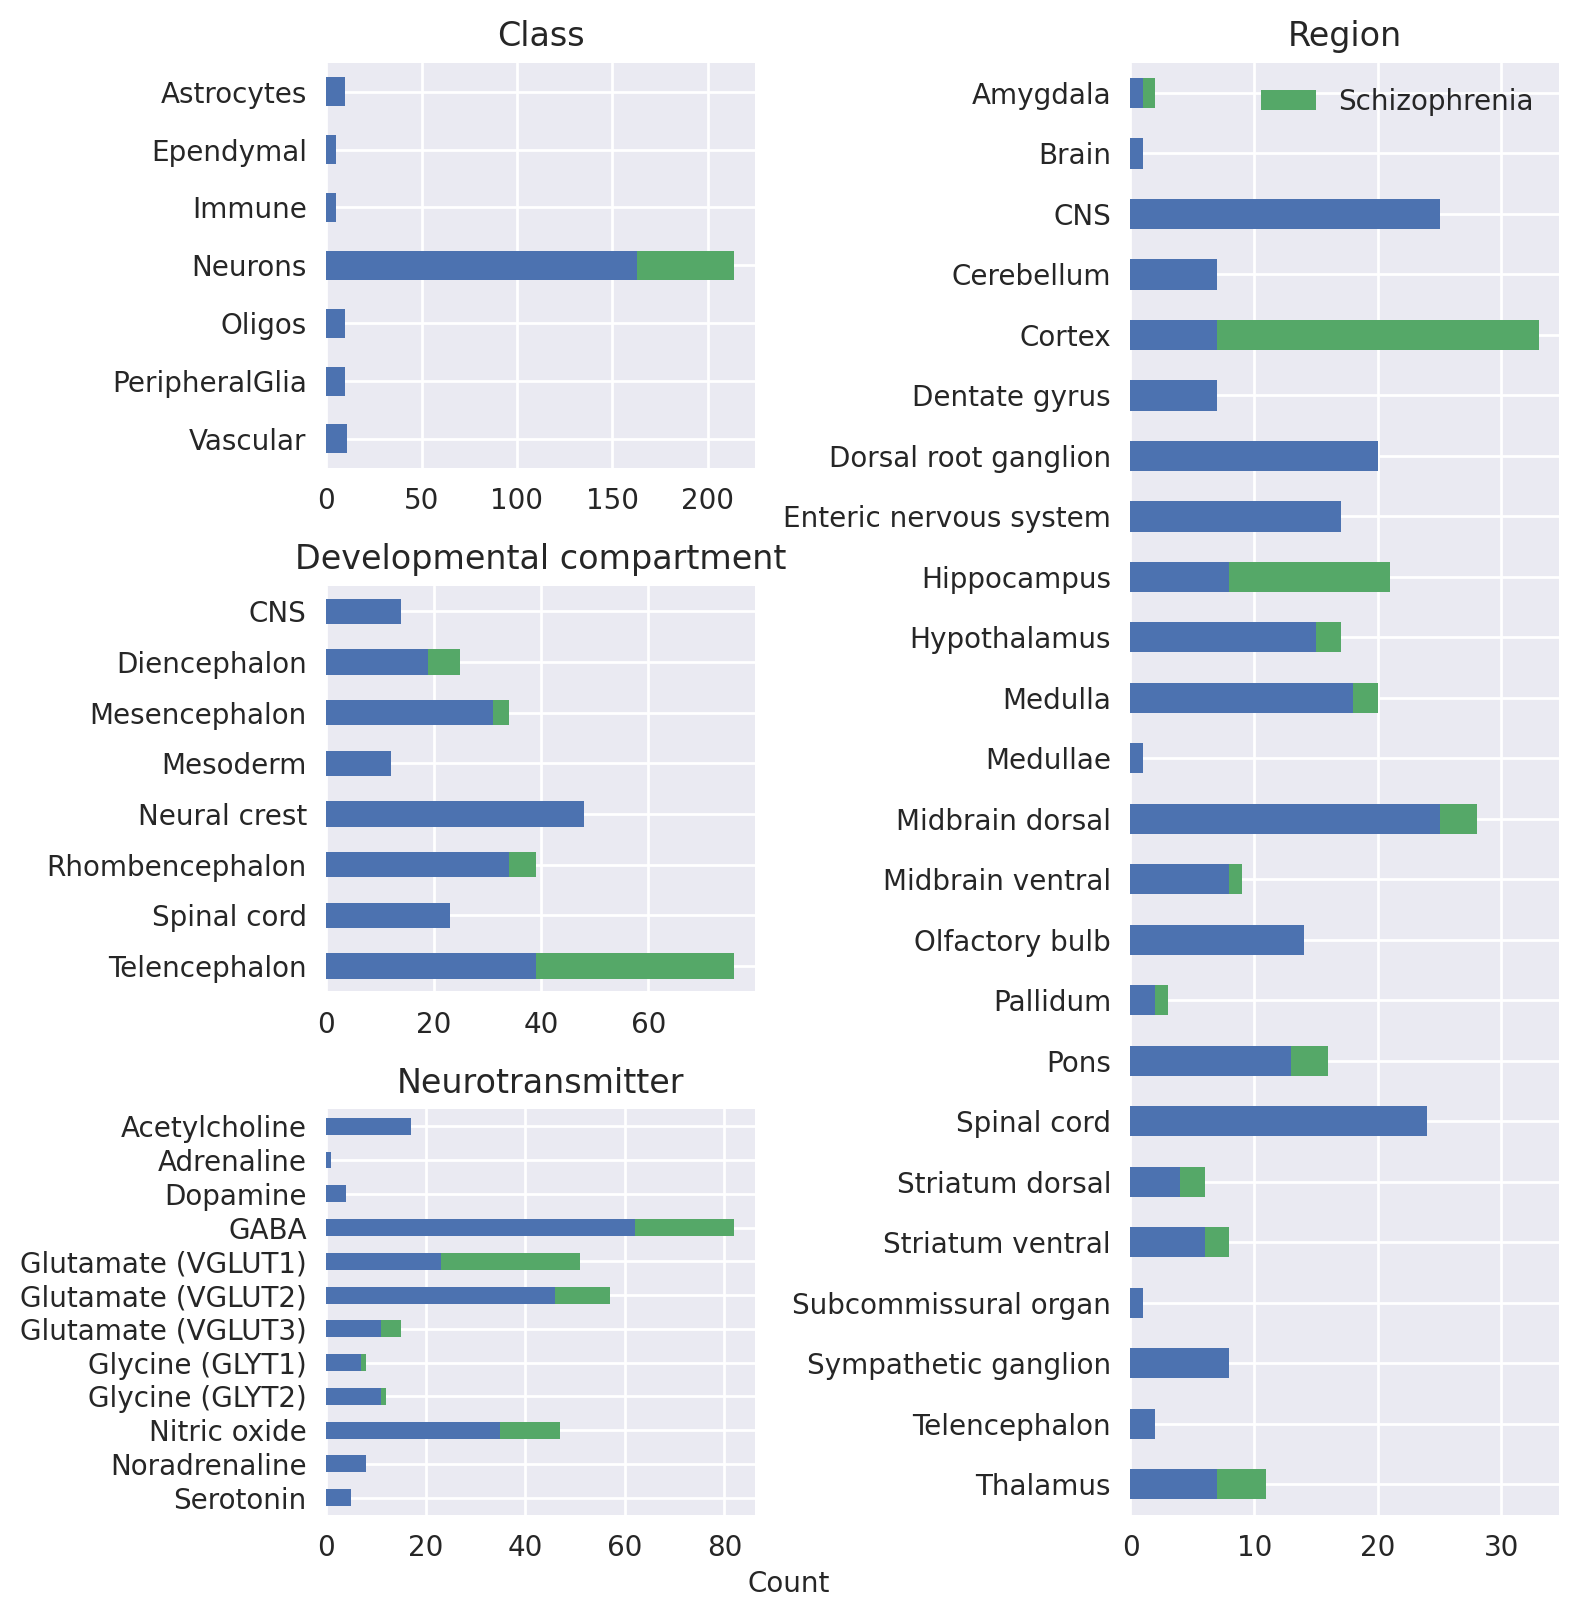 Class
Astrocytes
Ependymal
Immune
Neurons
Oligos
PeripheralGlia
Vascular
0 50 100 150 200
Developmental compartment
CNS
Diencephalon
Mesencephalon
Mesoderm
Neural crest
Rhombencephalon
Spinal cord
Telencephalon
0 20 40 60
Neurotransmitter
Acetylcholine
Adrenaline
Dopamine
GABA
Glutamate (VGLUT1)
Glutamate (VGLUT2)
Glutamate (VGLUT3)
Glycine (GLYT1)
Glycine (GLYT2)
Nitric oxide
Noradrenaline
Serotonin
0 20 40 60 80
Region
Schizophrenia
Amygdala
Brain
CNS
Cerebellum
Cortex
Dentate gyrus
Dorsal root ganglion
Enteric nervous system
Hippocampus
Hypothalamus
Medulla
Medullae
Midbrain dorsal
Midbrain ventral
Olfactory bulb
Pallidum
Pons
Spinal cord
Striatum dorsal
Striatum ventral
Subcommissural organ
Sympathetic ganglion
Telencephalon
Thalamus
0 10 20 30
Count